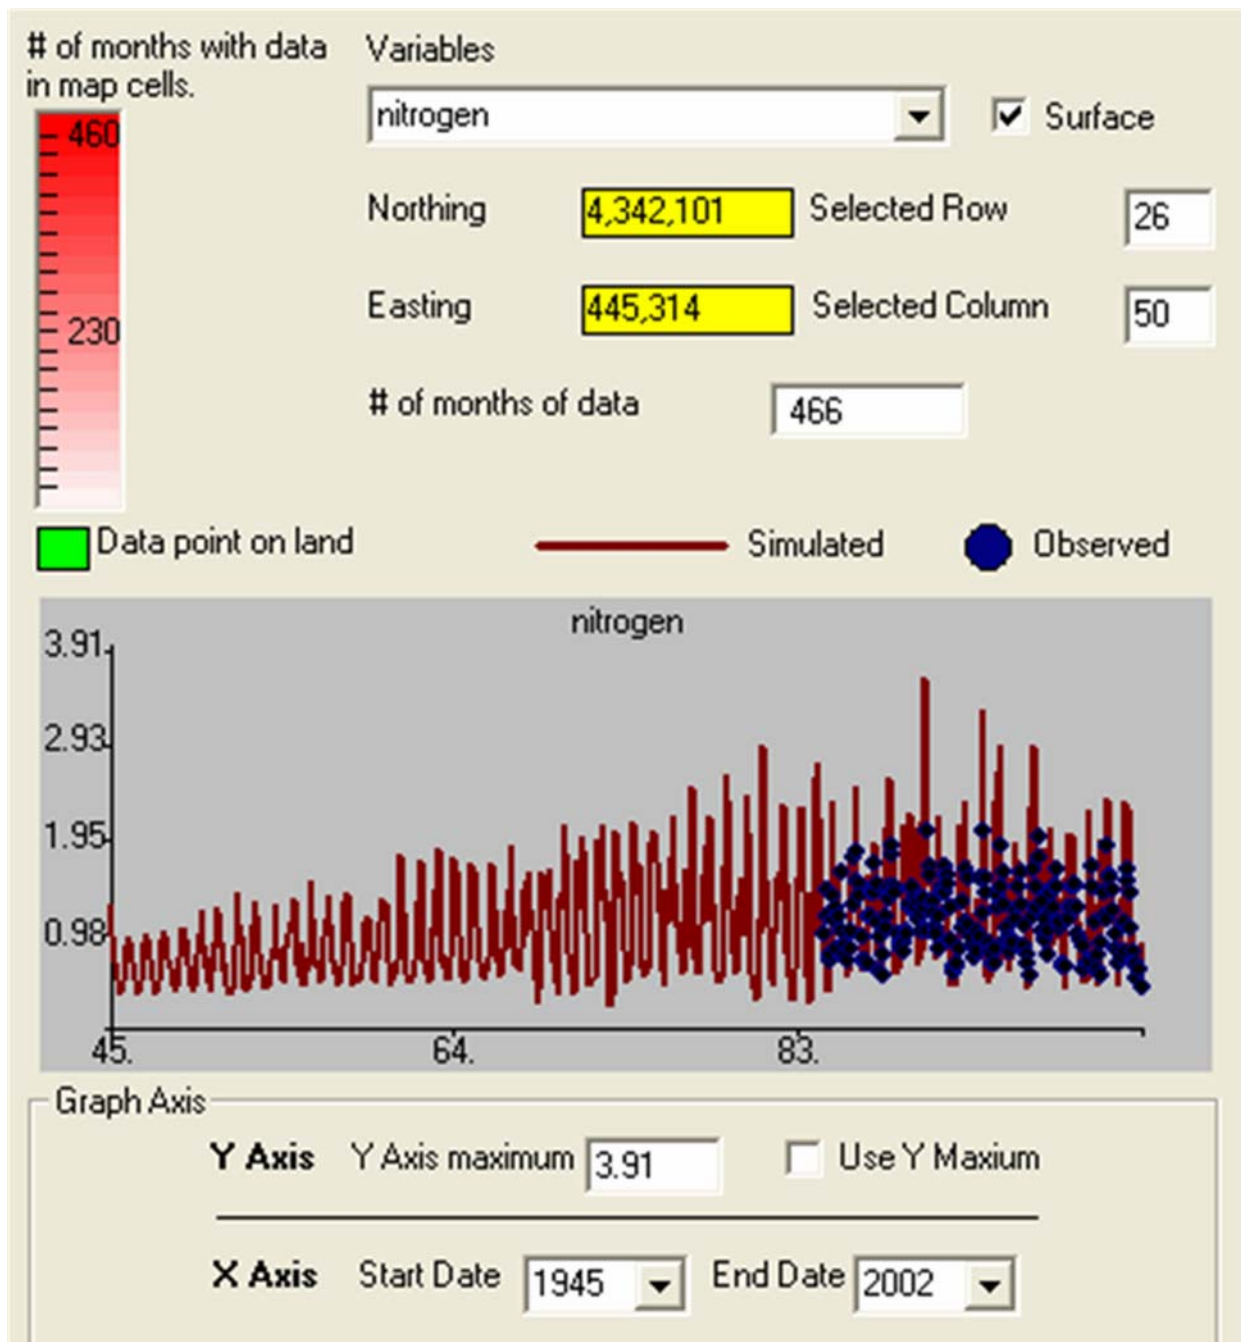 # of months with data
in map cells.
Variables
nitrogen
Surface
460
230
Northing 4,342,101 Selected Row 26
Easting 445,314 Selected Column 50
# of months of data 466
Data point on land Simulated Observed
nitrogen
3.91
2.93
1.95
0.98
45. 64. 83.
Graph Axis
Y Axis Y Axis maximum 3.91 Use Y Maxium
X Axis Start Date 1945 End Date 2002